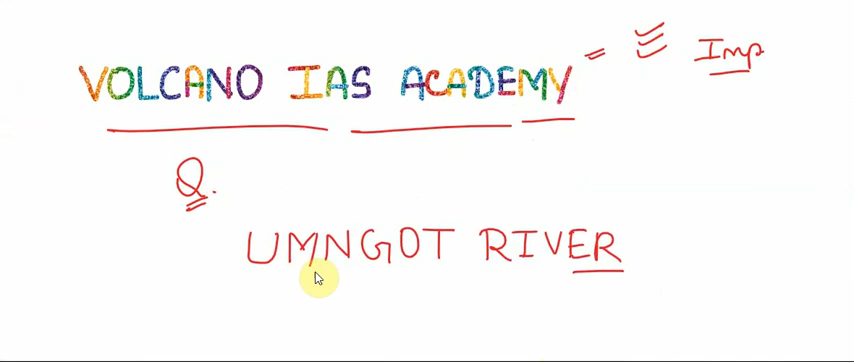 VOLCANO IAS ACADEMY = Imp
Q.
UMNGOT RIVER